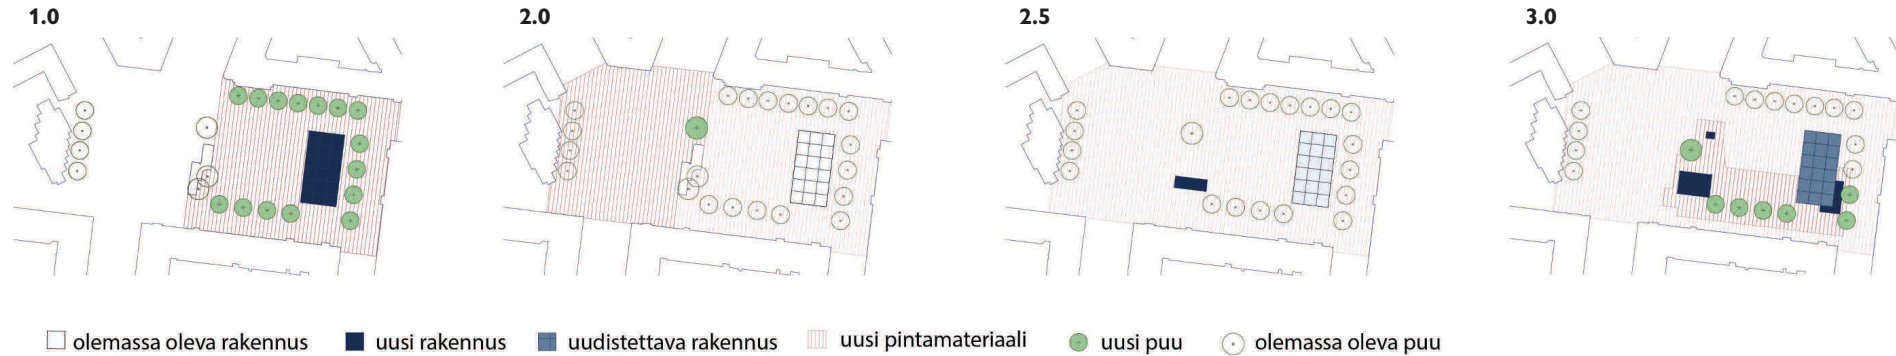 1.0 2.0 2.5 3.0
olemassa oleva rakennus uusi rakennus uudistettava rakennus uusi pintamateriaali uusi puu olemassa oleva puu